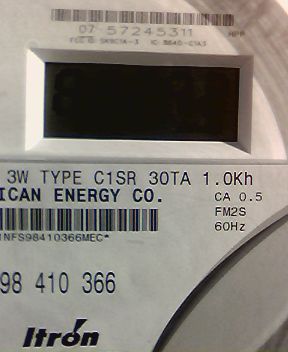 07 57245311
3W TYPE C1SR 30TA 1.0Kh
ICAN ENERGY CO.
CA 0.5
FM2S
60Hz
NFS98410366MEC*
98 410 366
Itron